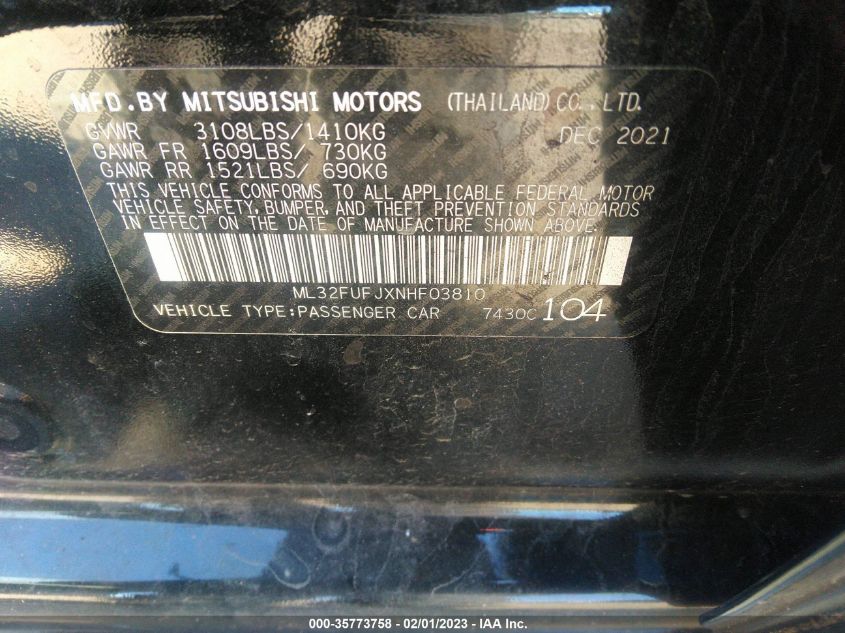 MFD.BY MITSUBISHI MOTORS (THAILAND) CO.,LTD.
GVWR 3108LBS/1410KG DEC 2021
GAWR FR 1609LBS/ 730KG
GAWR RR 1521LBS/ 690KG
THIS VEHICLE CONFORMS TO ALL APPLICABLE FEDERAL MOTOR
VEHICLE SAFETY, BUMPER, AND THEFT PREVENTION STANDARDS
IN EFFECT ON THE DATE OF MANUFACTURE SHOWN ABOVE.
ML32FUFJXNHF03810
VEHICLE TYPE:PASSENGER CAR 7430C 104
000-35773758 - 02/01/2023 - © IAA Inc.